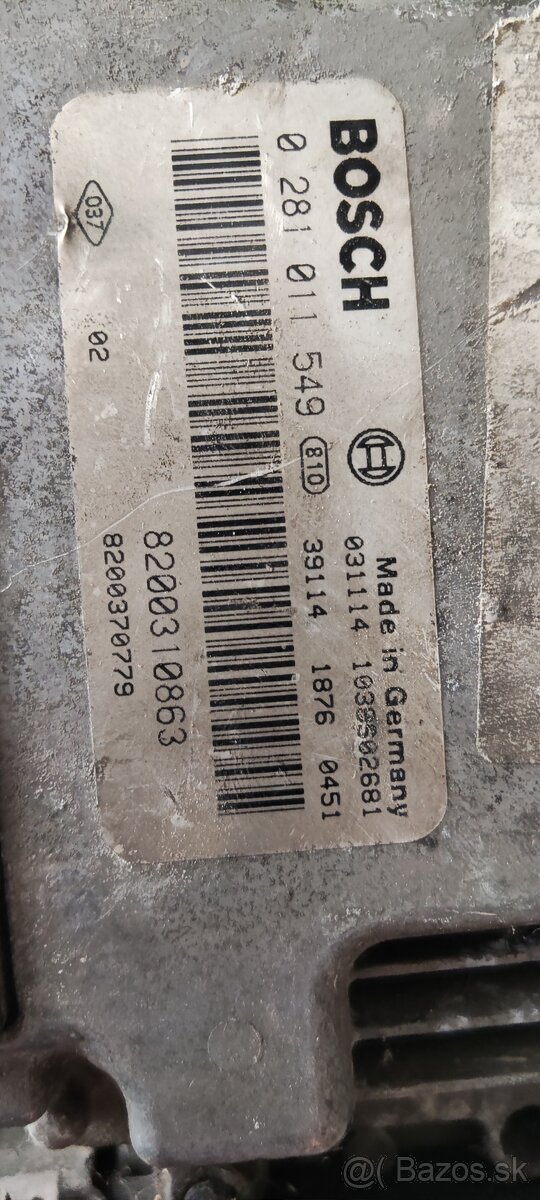 BOSCH
0 281 011 549 810
Made in Germany
031114 1039S02681
39114 1876 0451
8200310863
8200370779
037
02
@ Bazos.sk